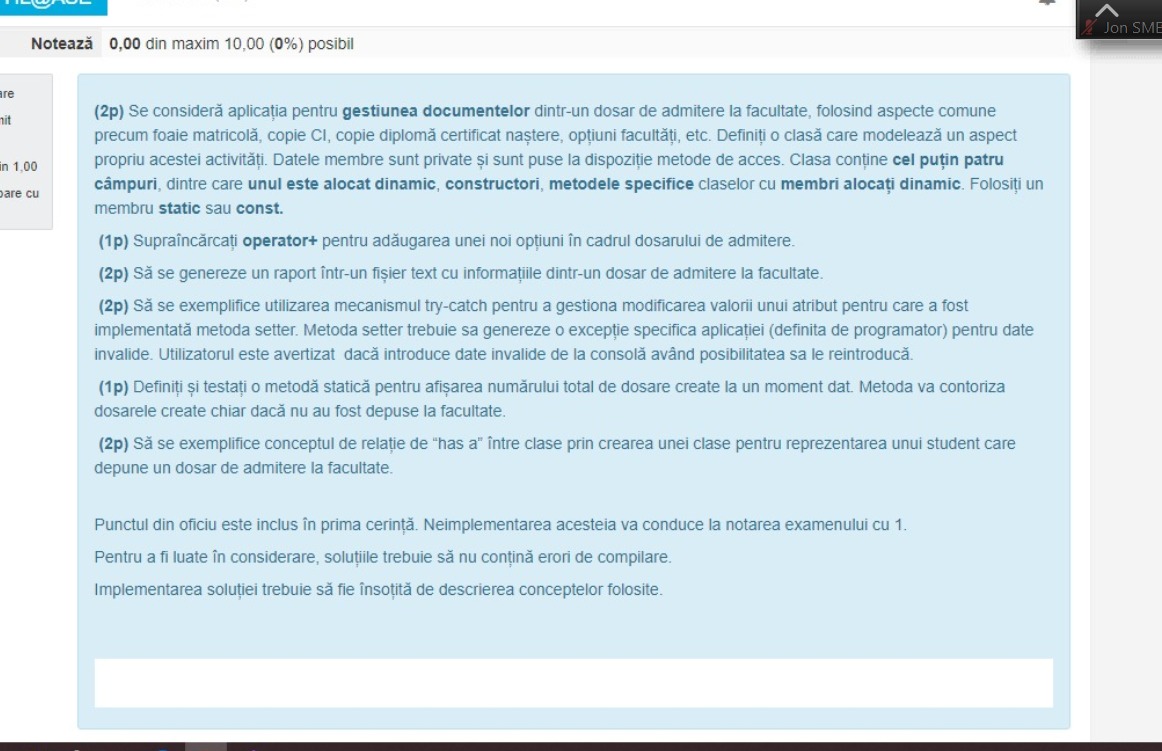 Notează 0,00 din maxim 10,00 (0%) posibil
Jon SME
in 1,00
(2p) Se consideră aplicația pentru gestiunea documentelor dintr-un dosar de admitere la facultate, folosind aspecte comune
precum foaie matricolă, copie CI, copie diplomă certificat naștere, opțiuni facultăți, etc. Definiți o clasă care modelează un aspect
propriu acestei activități. Datele membre sunt private și sunt puse la dispoziție metode de acces. Clasa conține cel puțin patru
câmpuri, dintre care unul este alocat dinamic, constructori, metodele specifice claselor cu membri alocați dinamic. Folosiți un
membru static sau const.
(1p) Supraîncărcați operator+ pentru adăugarea unei noi opțiuni în cadrul dosarului de admitere.
(2p) Să se genereze un raport într-un fișier text cu informațiile dintr-un dosar de admitere la facultate.
(2p) Să se exemplifice utilizarea mecanismul try-catch pentru a gestiona modificarea valorii unui atribut pentru care a fost
implementată metoda setter. Metoda setter trebuie sa genereze o excepție specifica aplicației (definita de programator) pentru date
invalide. Utilizatorul este avertizat dacă introduce date invalide de la consolă având posibilitatea sa le reintroducă.
(1p) Definiți și testați o metodă statică pentru afișarea numărului total de dosare create la un moment dat. Metoda va contoriza
dosarele create chiar dacă nu au fost depuse la facultate.
(2p) Să se exemplifice conceptul de relație de “has a” între clase prin crearea unei clase pentru reprezentarea unui student care
depune un dosar de admitere la facultate.
Punctul din oficiu este inclus în prima cerință. Neimplementarea acesteia va conduce la notarea examenului cu 1.
Pentru a fi luate în considerare, soluțiile trebuie să nu conțină erori de compilare.
Implementarea soluției trebuie să fie însoțită de descrierea conceptelor folosite.